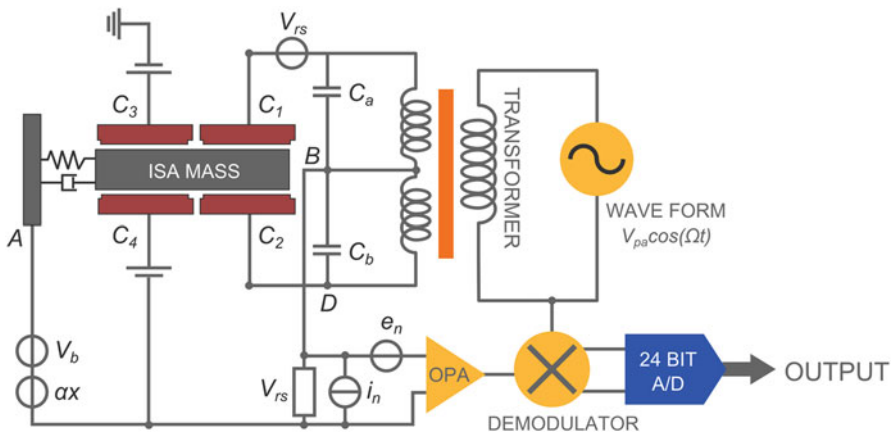 V_rs
C_3
C_1
C_a
TRANSFORMER
ISA MASS
B
WAVE FORM
V_pa cos(Ωt)
A
C_4
C_2
C_b
D
e_n
V_b
αx
V_rs
i_n
OPA
24 BIT
A/D
OUTPUT
DEMODULATOR